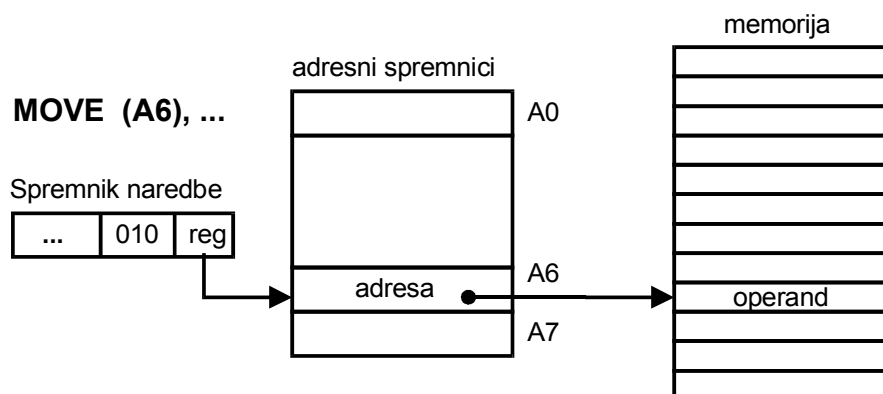 memorija
adresni spremnici
MOVE (A6), ...
A0
Spremnik naredbe
... 010 reg
A6
adresa
operand
A7